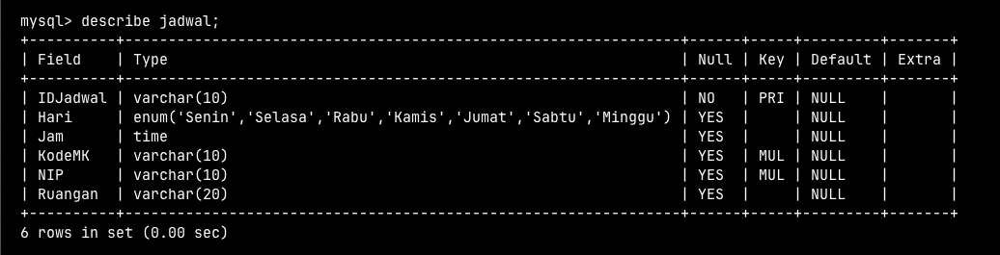 mysql> describe jadwal;
+----------+----------------------------------------------------------------+------+-----+---------+-------+
| Field    | Type                                                           | Null | Key | Default | Extra |
+----------+----------------------------------------------------------------+------+-----+---------+-------+
| IDJadwal | varchar(10)                                                    | NO   | PRI | NULL    |       |
| Hari     | enum('Senin','Selasa','Rabu','Kamis','Jumat','Sabtu','Minggu') | YES  |     | NULL    |       |
| Jam      | time                                                           | YES  |     | NULL    |       |
| KodeMK   | varchar(10)                                                    | YES  | MUL | NULL    |       |
| NIP      | varchar(10)                                                    | YES  | MUL | NULL    |       |
| Ruangan  | varchar(20)                                                    | YES  |     | NULL    |       |
+----------+----------------------------------------------------------------+------+-----+---------+-------+
6 rows in set (0.00 sec)